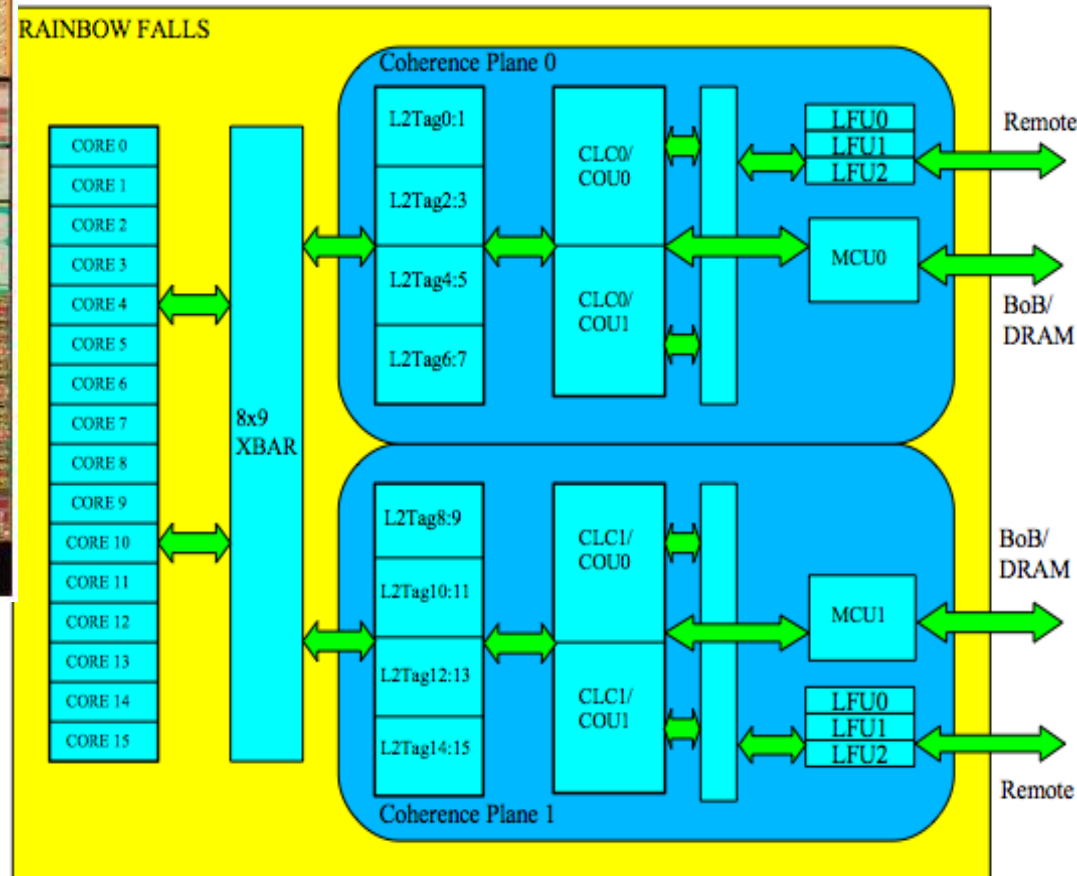 RAINBOW FALLS
CORE 0
CORE 1
CORE 2
CORE 3
CORE 4
CORE 5
CORE 6
CORE 7
CORE 8
CORE 9
CORE 10
CORE 11
CORE 12
CORE 13
CORE 14
CORE 15
8x9
XBAR
Coherence Plane 0
L2Tag0:1
L2Tag2:3
L2Tag4:5
L2Tag6:7
CLC0/
COU0
CLC0/
COU1
LFU0
LFU1
LFU2
MCU0
Remote
BoB/
DRAM
L2Tag8:9
L2Tag10:11
L2Tag12:13
L2Tag14:15
CLC1/
COU0
CLC1/
COU1
MCU1
LFU0
LFU1
LFU2
BoB/
DRAM
Remote
Coherence Plane 1